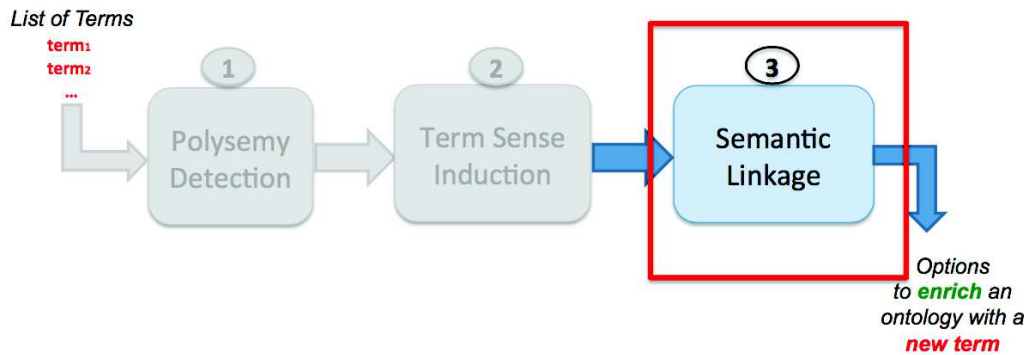 List of Terms
term1
term2
...
1
Polysemy
Detection
2
Term Sense
Induction
3
Semantic
Linkage
Options
to enrich an
ontology with a
new term